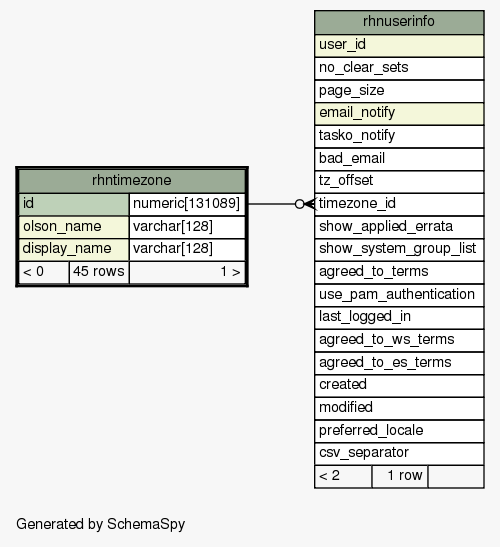 rhntimezone
id numeric[131089]
olson_name varchar[128]
display_name varchar[128]
< 0 45 rows 1 >
rhnuserinfo
user_id
no_clear_sets
page_size
email_notify
tasko_notify
bad_email
tz_offset
timezone_id
show_applied_errata
show_system_group_list
agreed_to_terms
use_pam_authentication
last_logged_in
agreed_to_ws_terms
agreed_to_es_terms
created
modified
preferred_locale
csv_separator
< 2 1 row
Generated by SchemaSpy